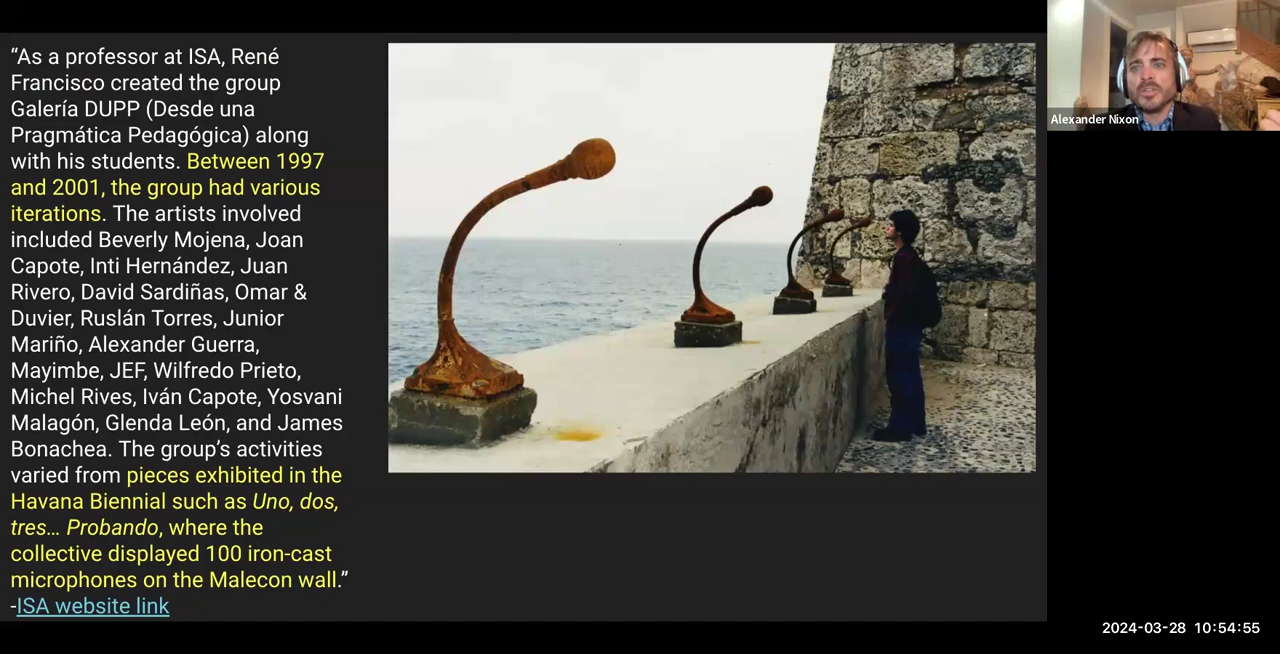 “As a professor at ISA, René
Francisco created the group
Galería DUPP (Desde una
Pragmática Pedagógica) along
with his students. Between 1997
and 2001, the group had various
iterations. The artists involved
included Beverly Mojena, Joan
Capote, Inti Hernández, Juan
Rivero, David Sardiñas, Omar &
Duvier, Ruslán Torres, Junior
Mariño, Alexander Guerra,
Mayimbe, JEF, Wilfredo Prieto,
Michel Rives, Iván Capote, Yosvani
Malagón, Glenda León, and James
Bonachea. The group’s activities
varied from pieces exhibited in the
Havana Biennial such as Uno, dos,
tres… Probando, where the
collective displayed 100 iron-cast
microphones on the Malecon wall.”
-ISA website link
Alexander Nixon
2024-03-28 10:54:55